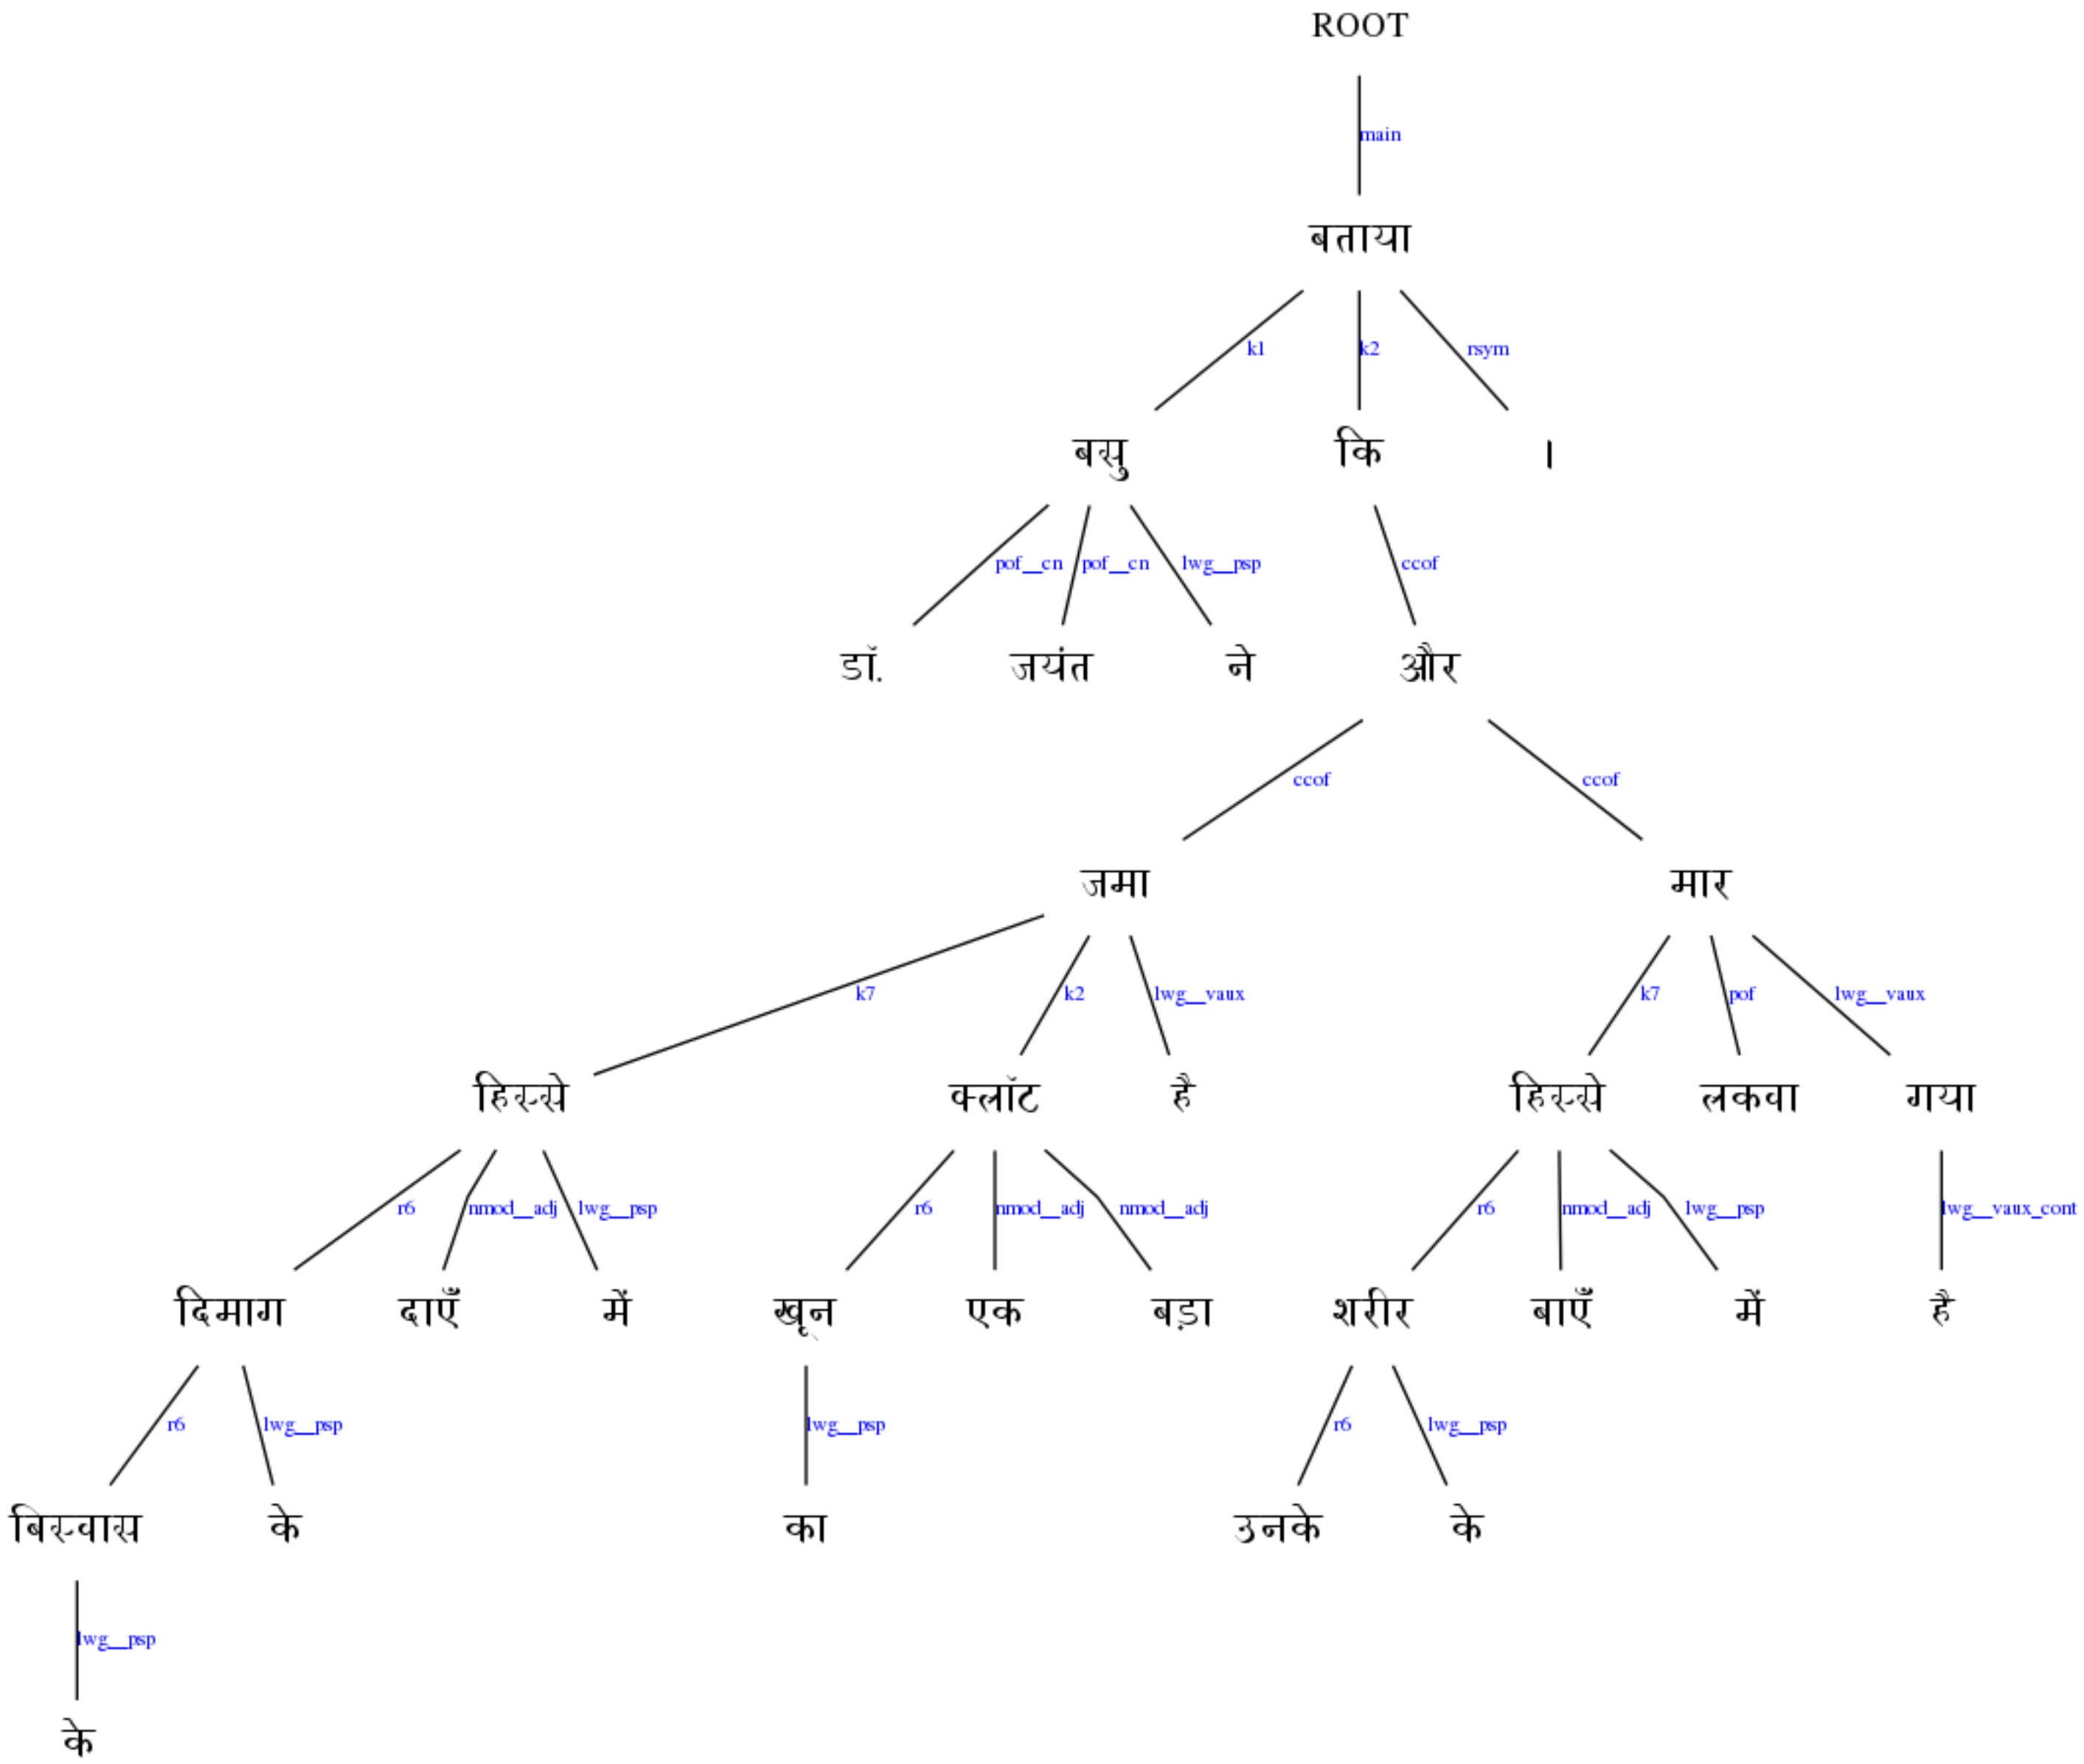 ROOT
main
बताया
k1 k2 rsym
बसु कि ।
pof__cn pof__cn lwg__psp ccof
डॉ. जयंत ने और
ccof ccof
जमा मार
k7 k2 lwg__vaux k7 pof lwg__vaux
हिस्से क्लॉट है हिस्से लकवा गया
r6 nmod__adj lwg__psp r6 nmod__adj nmod__adj r6 nmod__adj lwg__psp lwg__vaux_cont
दिमाग दाएँ में खून एक बड़ा शरीर बाएँ में है
r6 lwg__psp lwg__psp r6 lwg__psp
बिस्वास के का उनके के
lwg__psp
के